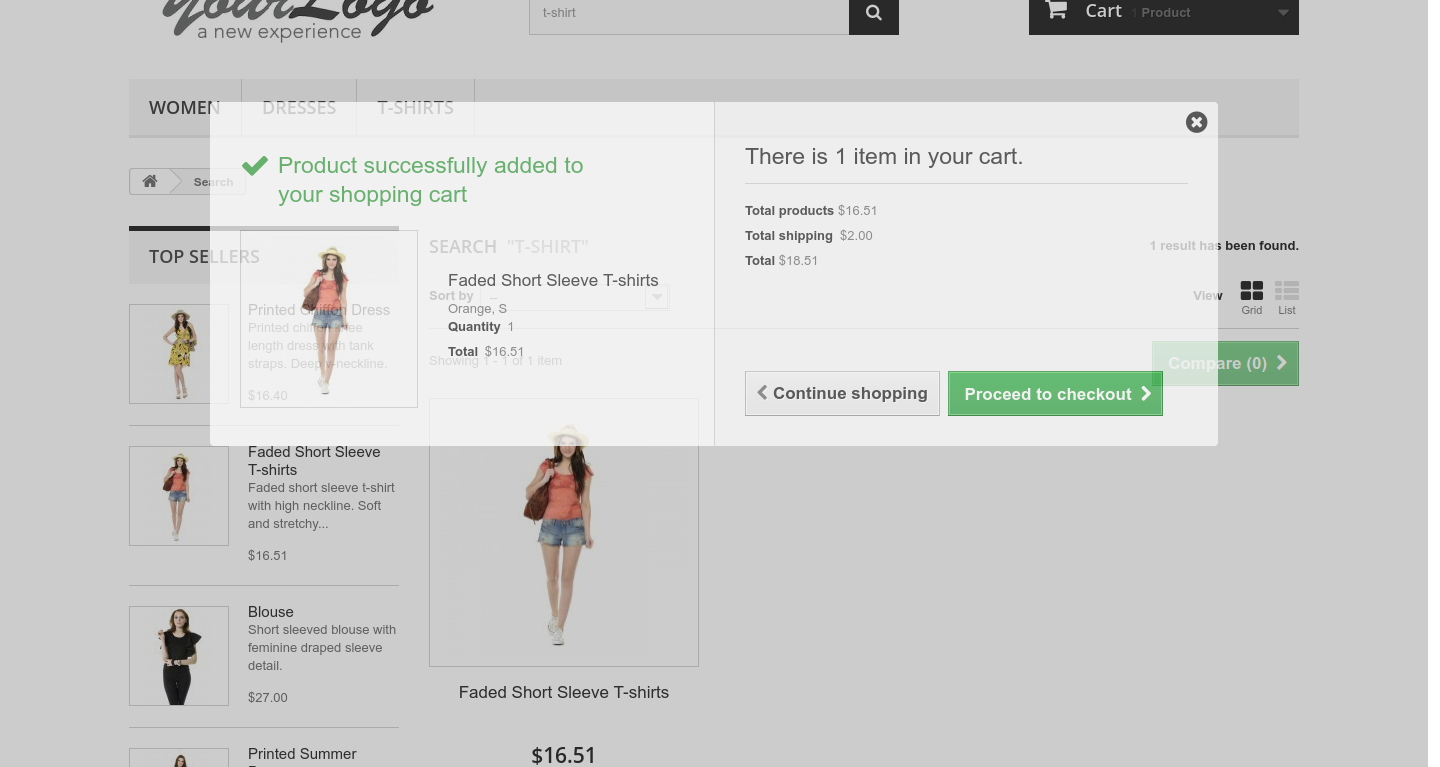 yourLogo
a new experience
t-shirt
Cart 1 Product
WOMEN
DRESSES
T-SHIRTS
Product successfully added to
your shopping cart
There is 1 item in your cart.
Search
Total products $16.51
Total shipping $2.00
Total $18.51
TOP SELLERS
SEARCH "T-SHIRT"
1 result has been found.
Faded Short Sleeve T-shirts
Orange, S
Quantity 1
Total $16.51
Sort by --
View
Grid
List
Showing 1 - 1 of 1 item
Compare (0)
Continue shopping
Proceed to checkout
Printed Chiffon Dress
Printed chiffon knee
length dress with tank
straps. Deep v-neckline.
$16.40
Faded Short Sleeve
T-shirts
Faded short sleeve t-shirt
with high neckline. Soft
and stretchy...
$16.51
Blouse
Short sleeved blouse with
feminine draped sleeve
detail.
$27.00
Printed Summer
Faded Short Sleeve T-shirts
$16.51